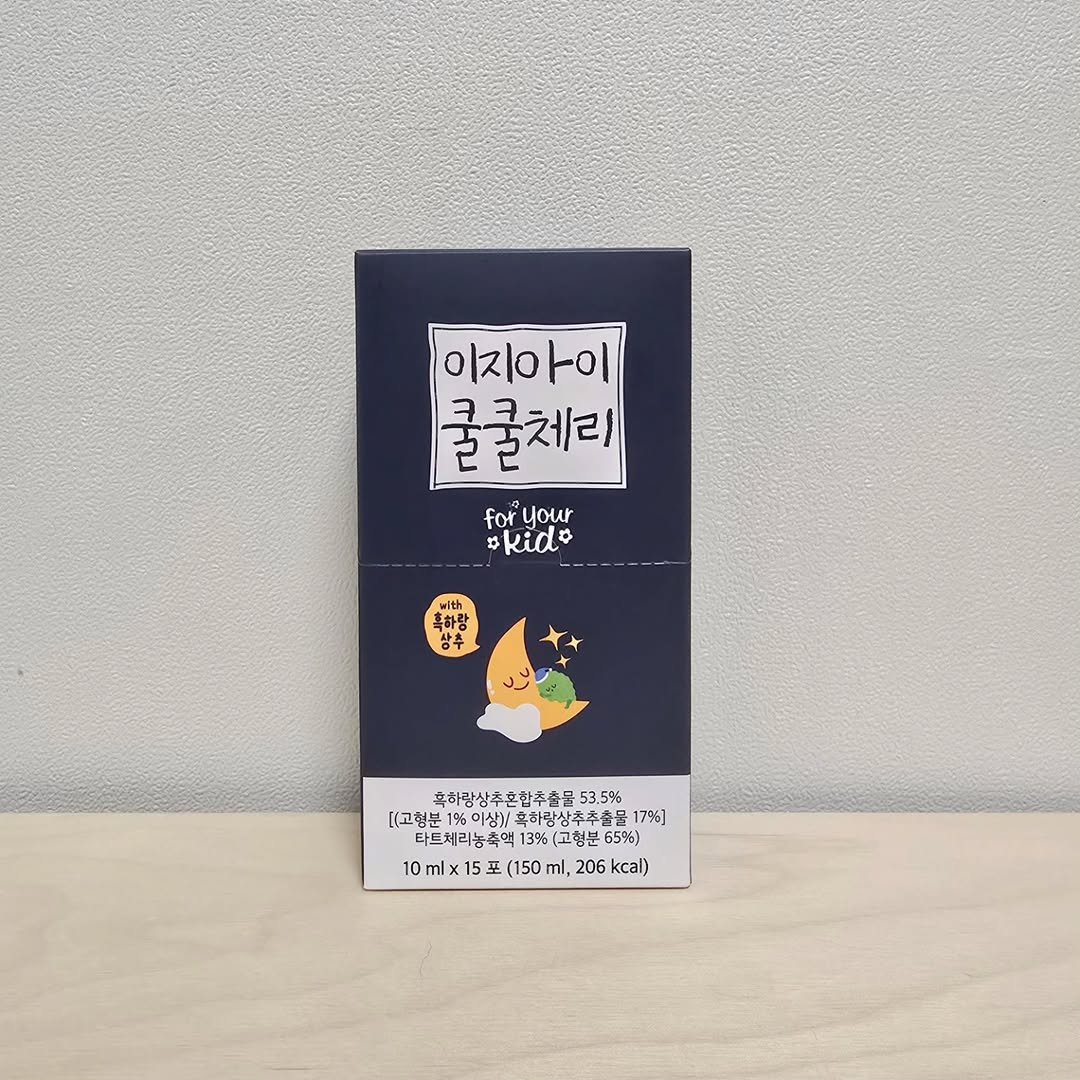 이지아이
쿨쿨체리
for your
kid
with
흑하랑
상추
흑하랑상추혼합추출물 53.5%
[(고형분 1% 이상)/ 흑하랑상추추출물 17%]
타트체리농축액 13% (고형분 65%)
10 ml x 15 포 (150 ml, 206 kcal)